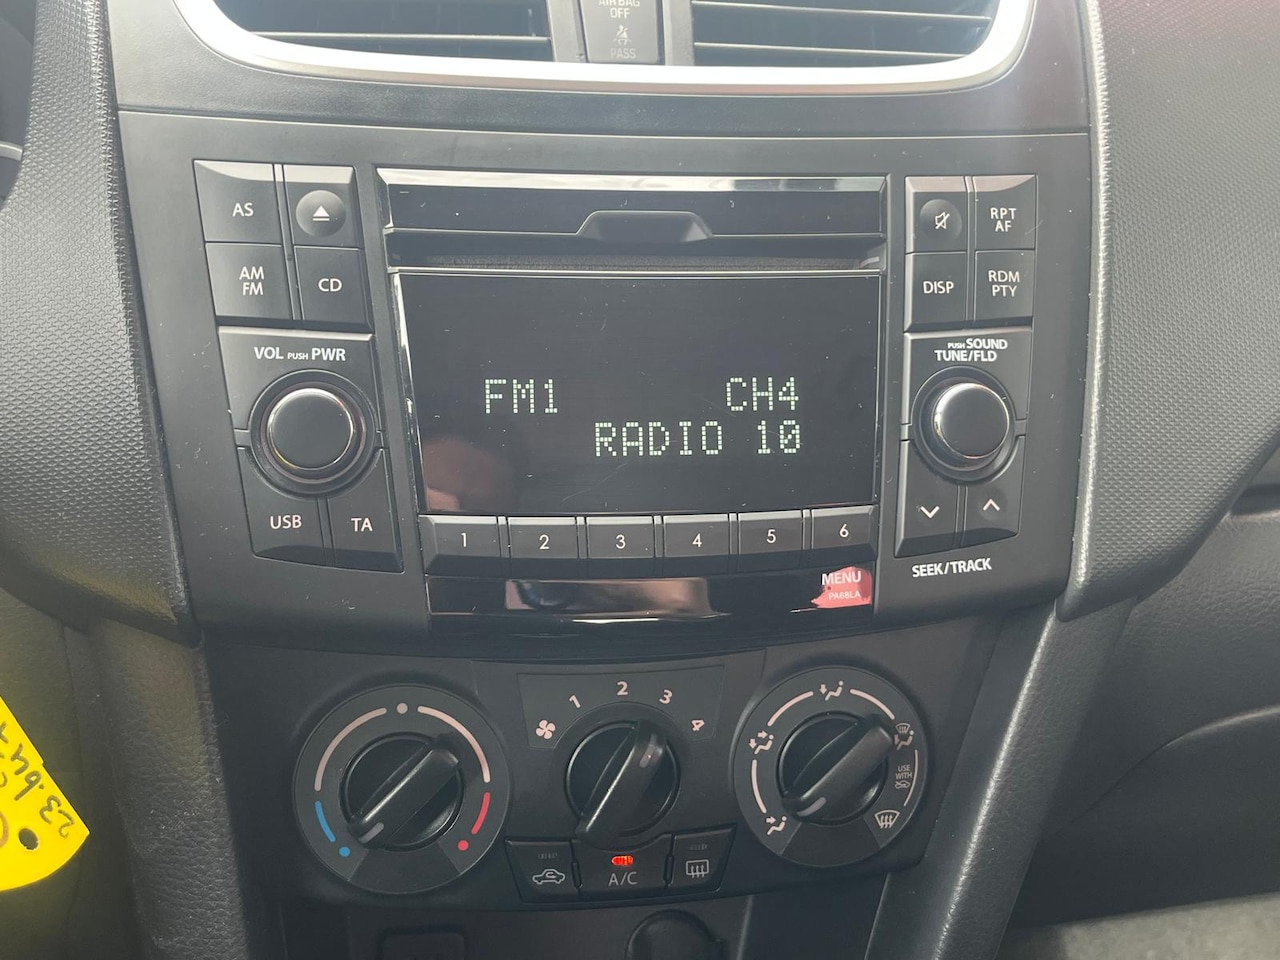 AIR BAG
OFF
PASS
AS
AM
FM
CD
RPT
AF
DISP
RDM
PTY
VOL PUSH PWR
PUSH SOUND
TUNE/FLD
FM1 CH4
RADIO 10
USB
TA
1 2 3 4 5 6
SEEK/TRACK
MENU
PA68LA
1 2 3 4
USE
WITH
A/C